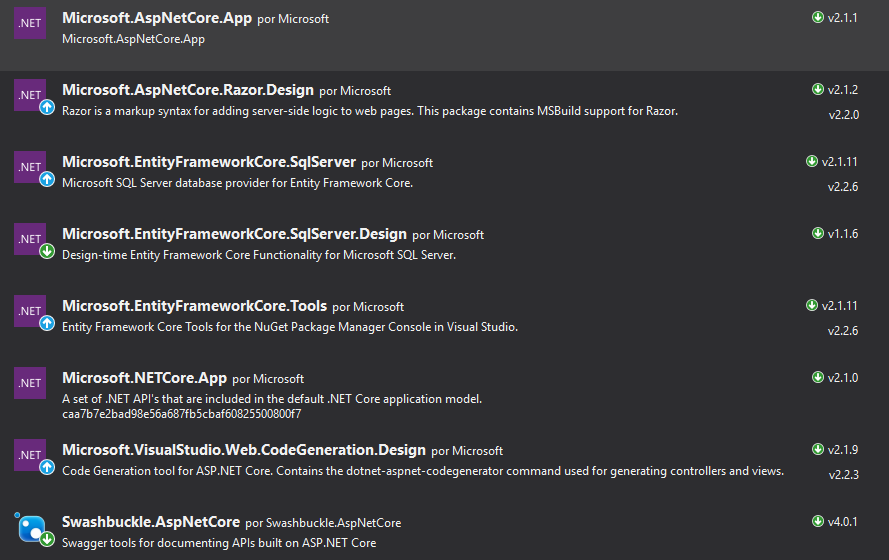 .NET Microsoft.AspNetCore.App por Microsoft v2.1.1
Microsoft.AspNetCore.App
.NET Microsoft.AspNetCore.Razor.Design por Microsoft v2.1.2
Razor is a markup syntax for adding server-side logic to web pages. This package contains MSBuild support for Razor. v2.2.0
.NET Microsoft.EntityFrameworkCore.SqlServer por Microsoft v2.1.11
Microsoft SQL Server database provider for Entity Framework Core. v2.2.6
.NET Microsoft.EntityFrameworkCore.SqlServer.Design por Microsoft v1.1.6
Design-time Entity Framework Core Functionality for Microsoft SQL Server.
.NET Microsoft.EntityFrameworkCore.Tools por Microsoft v2.1.11
Entity Framework Core Tools for the NuGet Package Manager Console in Visual Studio. v2.2.6
.NET Microsoft.NETCore.App por Microsoft v2.1.0
A set of .NET API's that are included in the default .NET Core application model.
caa7b7e2bad98e56a687fb5cbaf60825500800f7
.NET Microsoft.VisualStudio.Web.CodeGeneration.Design por Microsoft v2.1.9
Code Generation tool for ASP.NET Core. Contains the dotnet-aspnet-codegenerator command used for generating controllers and views. v2.2.3
Swashbuckle.AspNetCore por Swashbuckle.AspNetCore v4.0.1
Swagger tools for documenting APIs built on ASP.NET Core